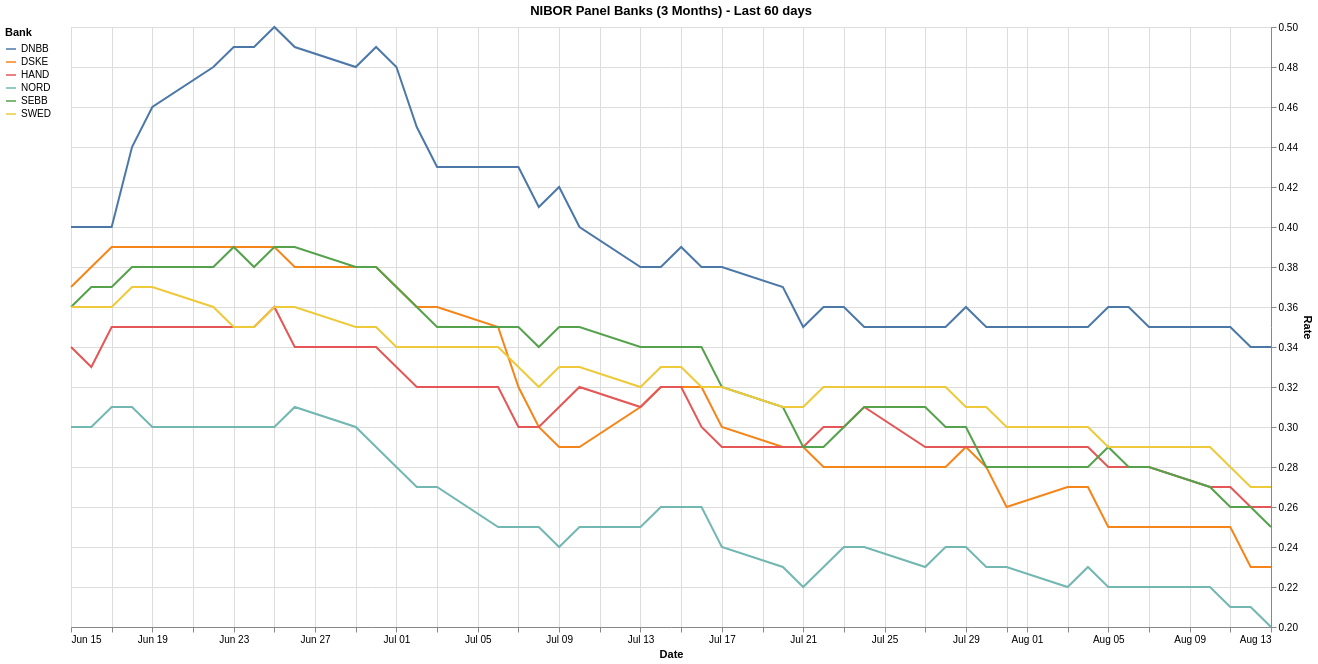 NIBOR Panel Banks (3 Months) - Last 60 days
Bank
DNBB
DSKE
HAND
NORD
SEBB
SWED
0.50
0.48
0.46
0.44
0.42
0.40
0.38
0.36
0.34
0.32
0.30
0.28
0.26
0.24
0.22
0.20
Rate
Jun 15 Jun 19 Jun 23 Jun 27 Jul 01 Jul 05 Jul 09 Jul 13 Jul 17 Jul 21 Jul 25 Jul 29 Aug 01 Aug 05 Aug 09 Aug 13
Date